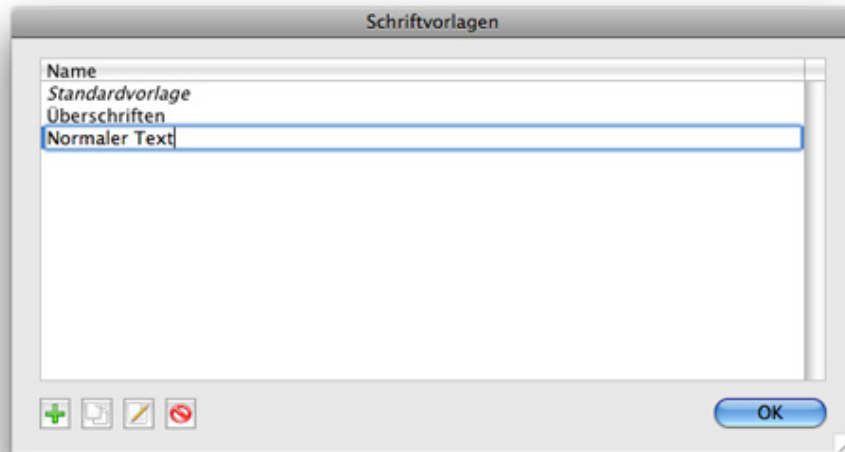 Schriftvorlagen
Name
Standardvorlage
Überschriften
Normaler Text
OK